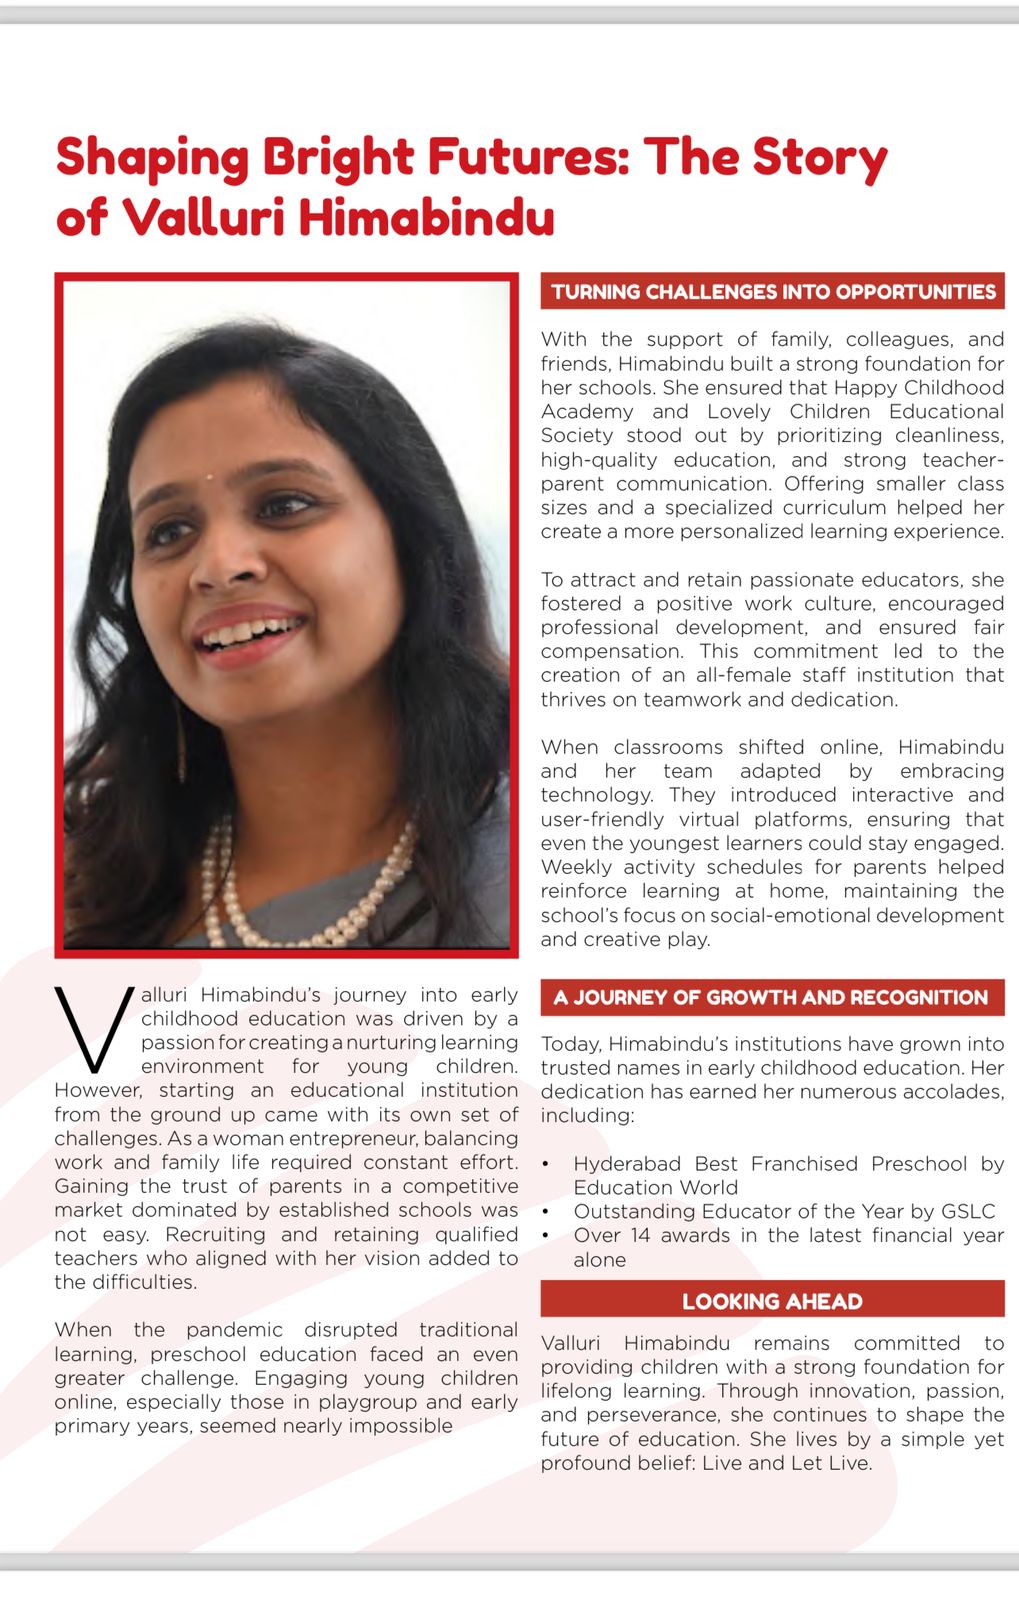 Shaping Bright Futures: The Story
of Valluri Himabindu
Valluri Himabindu’s journey into early
childhood education was driven by a
passion for creating a nurturing learning
environment for young children.
However, starting an educational institution
from the ground up came with its own set of
challenges. As a woman entrepreneur, balancing
work and family life required constant effort.
Gaining the trust of parents in a competitive
market dominated by established schools was
not easy. Recruiting and retaining qualified
teachers who aligned with her vision added to
the difficulties.
When the pandemic disrupted traditional
learning, preschool education faced an even
greater challenge. Engaging young children
online, especially those in playgroup and early
primary years, seemed nearly impossible
TURNING CHALLENGES INTO OPPORTUNITIES
With the support of family, colleagues, and
friends, Himabindu built a strong foundation for
her schools. She ensured that Happy Childhood
Academy and Lovely Children Educational
Society stood out by prioritizing cleanliness,
high-quality education, and strong teacher-
parent communication. Offering smaller class
sizes and a specialized curriculum helped her
create a more personalized learning experience.
To attract and retain passionate educators, she
fostered a positive work culture, encouraged
professional development, and ensured fair
compensation. This commitment led to the
creation of an all-female staff institution that
thrives on teamwork and dedication.
When classrooms shifted online, Himabindu
and her team adapted by embracing
technology. They introduced interactive and
user-friendly virtual platforms, ensuring that
even the youngest learners could stay engaged.
Weekly activity schedules for parents helped
reinforce learning at home, maintaining the
school’s focus on social-emotional development
and creative play.
A JOURNEY OF GROWTH AND RECOGNITION
Today, Himabindu’s institutions have grown into
trusted names in early childhood education. Her
dedication has earned her numerous accolades,
including:
• Hyderabad Best Franchised Preschool by
Education World
• Outstanding Educator of the Year by GSLC
• Over 14 awards in the latest financial year
alone
LOOKING AHEAD
Valluri Himabindu remains committed to
providing children with a strong foundation for
lifelong learning. Through innovation, passion,
and perseverance, she continues to shape the
future of education. She lives by a simple yet
profound belief: Live and Let Live.